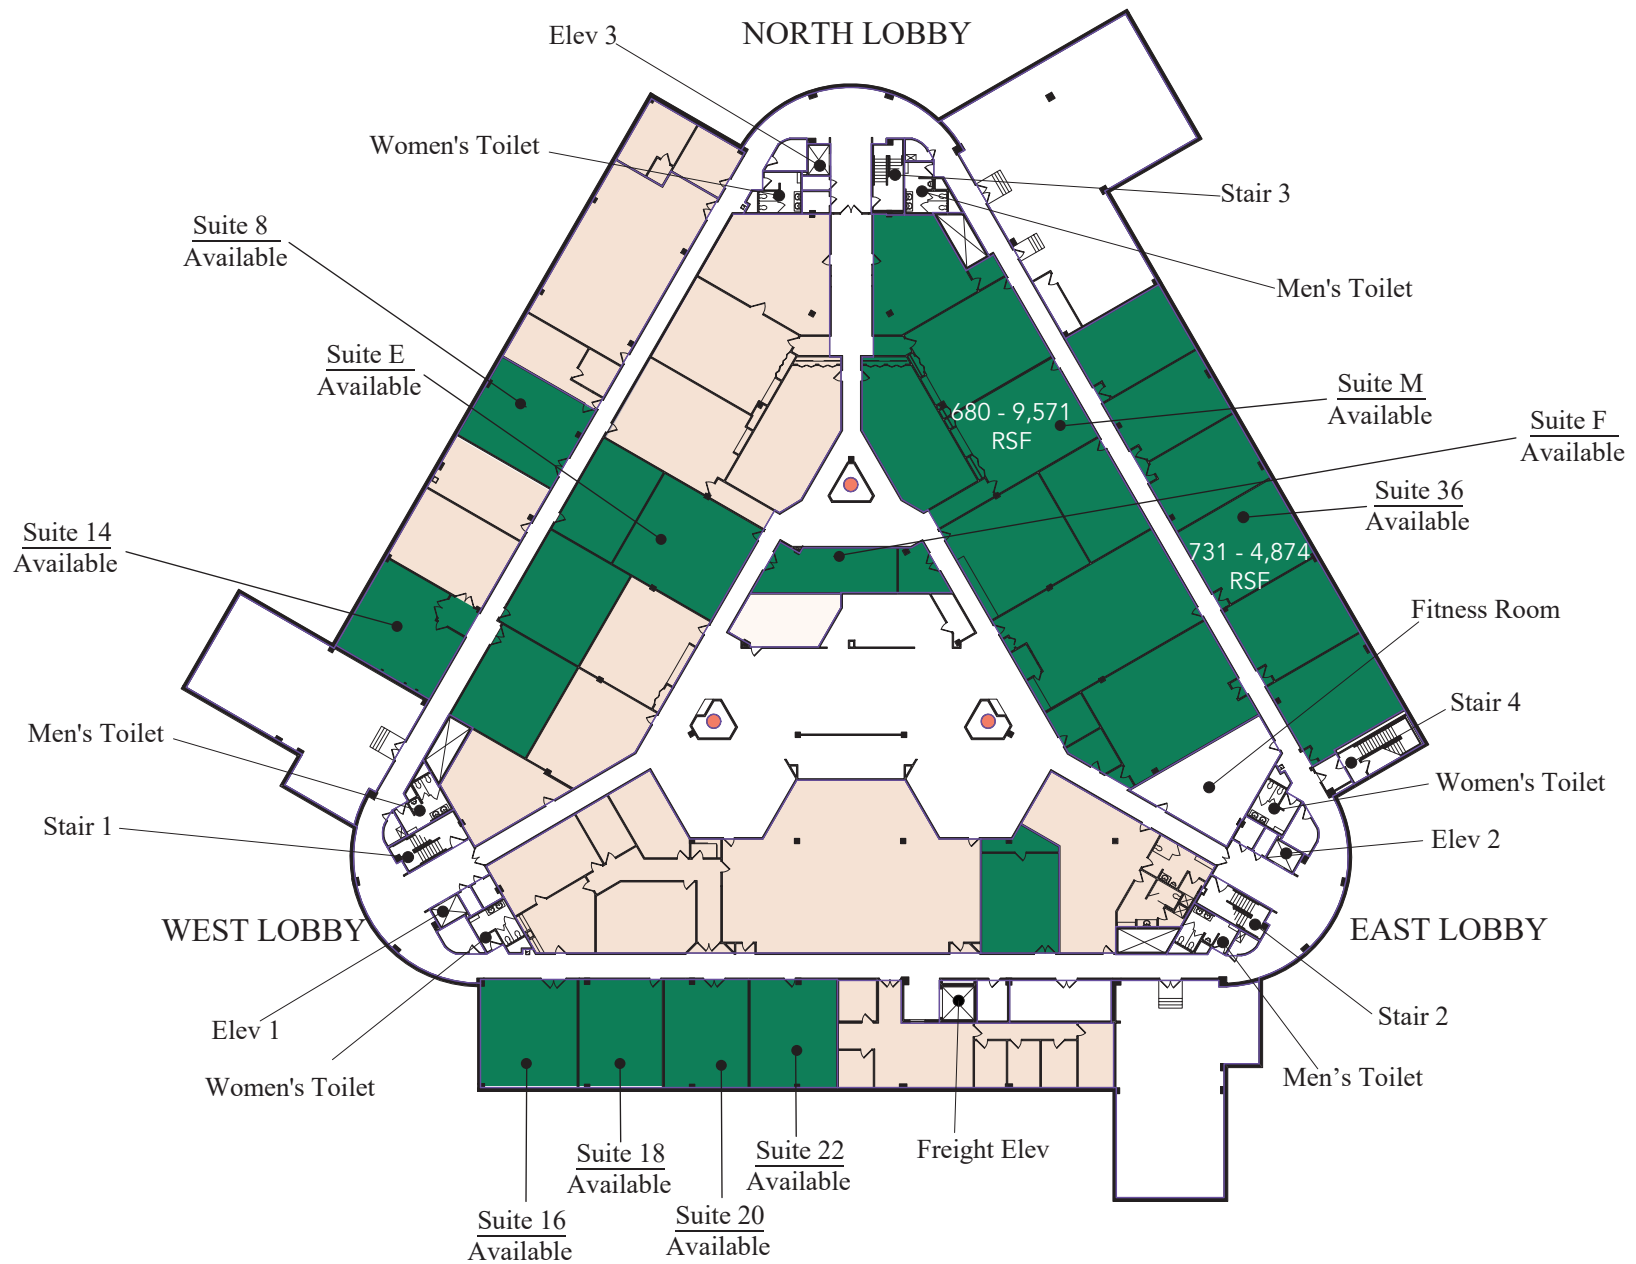 NORTH LOBBY
Elev 3
Women's Toilet
Stair 3
Suite 8
Available
Men's Toilet
Suite E
Available
Suite M
Available
680 - 9,571
RSF
Suite F
Available
Suite 36
Available
Suite 14
Available
731 - 4,874
RSF
Fitness Room
Stair 4
Men's Toilet
Women's Toilet
Stair 1
Elev 2
WEST LOBBY
EAST LOBBY
Elev 1
Stair 2
Women's Toilet
Men’s Toilet
Freight Elev
Suite 22
Available
Suite 18
Available
Suite 20
Available
Suite 16
Available